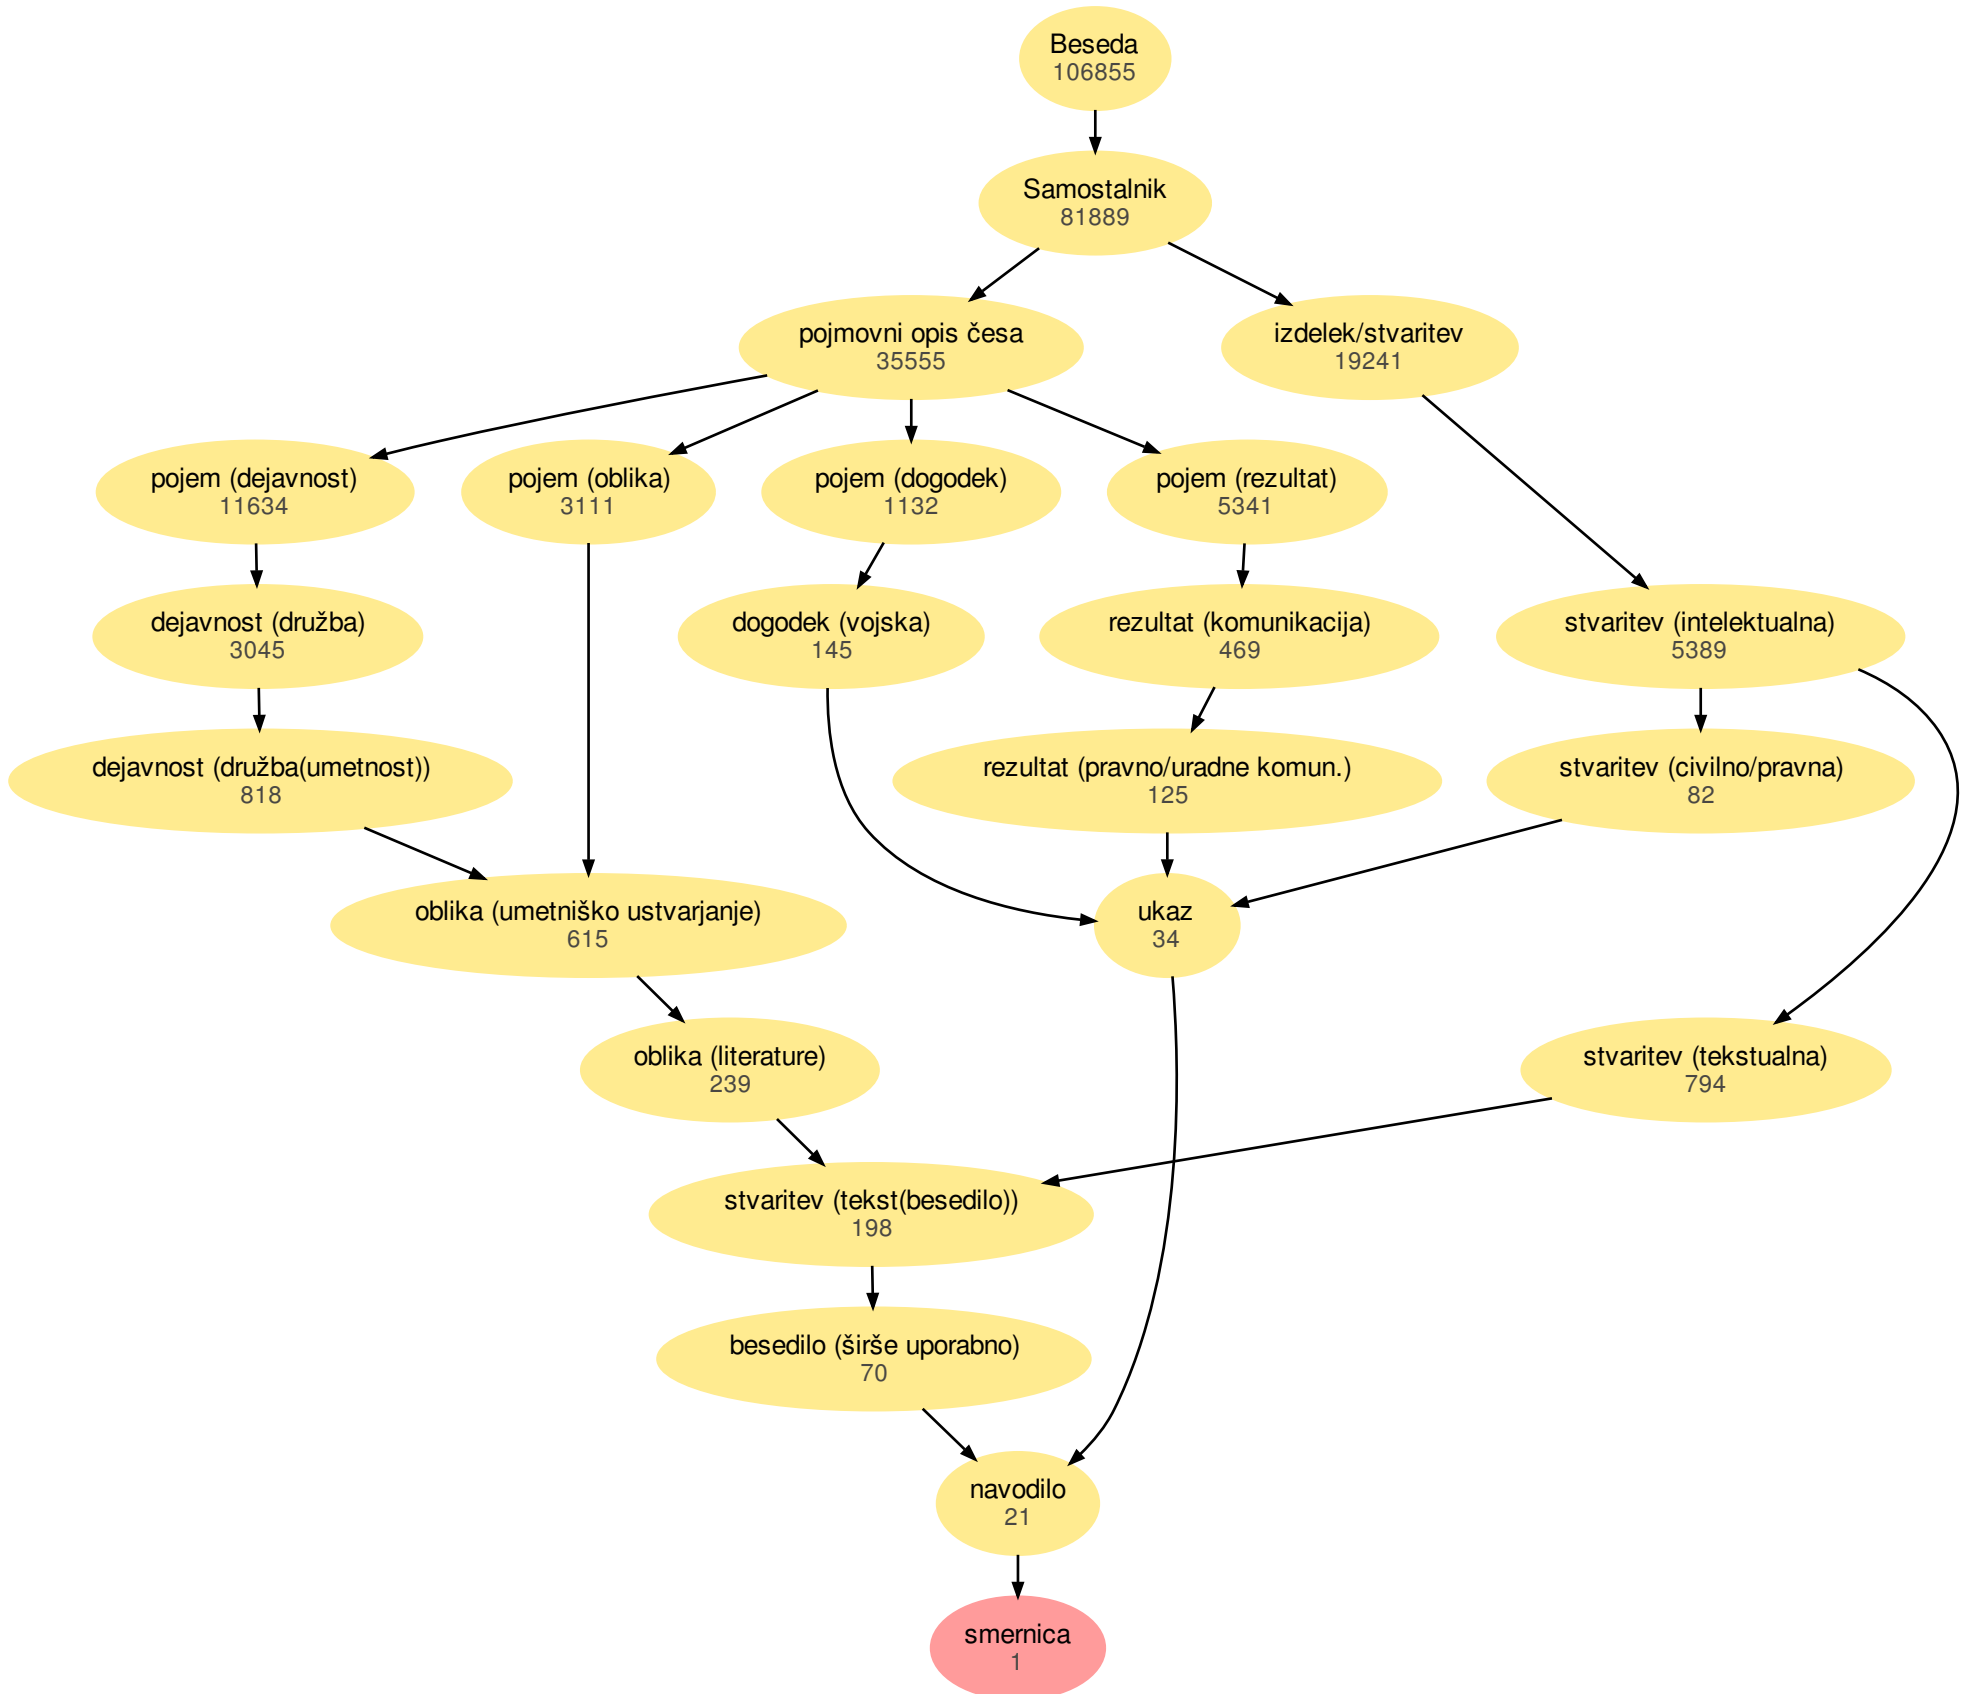 Beseda
106855
Samostalnik
81889
pojmovni opis česa
35555
izdelek/stvaritev
19241
pojem (dejavnost)
11634
pojem (oblika)
3111
pojem (dogodek)
1132
pojem (rezultat)
5341
dejavnost (družba)
3045
dogodek (vojska)
145
rezultat (komunikacija)
469
stvaritev (intelektualna)
5389
dejavnost (družba(umetnost))
818
rezultat (pravno/uradne komun.)
125
stvaritev (civilno/pravna)
82
oblika (umetniško ustvarjanje)
615
ukaz
34
oblika (literature)
239
stvaritev (tekstualna)
794
stvaritev (tekst(besedilo))
198
besedilo (širše uporabno)
70
navodilo
21
smernica
1